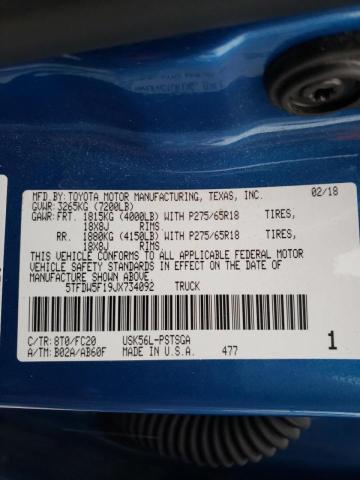 MFD.BY:TOYOTA MOTOR MANUFACTURING, TEXAS, INC. 02/18
GVWR:3265KG (7200LB)
GAWR:FRT. 1815KG (4000LB) WITH P275/65R18 TIRES,
18X8J RIMS
RR. 1880KG (4150LB) WITH P275/65R18 TIRES,
18X8J RIMS.
THIS VEHICLE CONFORMS TO ALL APPLICABLE FEDERAL MOTOR
VEHICLE SAFETY STANDARDS IN EFFECT ON THE DATE OF
MANUFACTURE SHOWN ABOVE.
5TFDW5F19JX734092 TRUCK
C/TR:8T0/FC20 USK56L-PSTSGA
A/TM:B02A/AB60F MADE IN U.S.A. 477 1